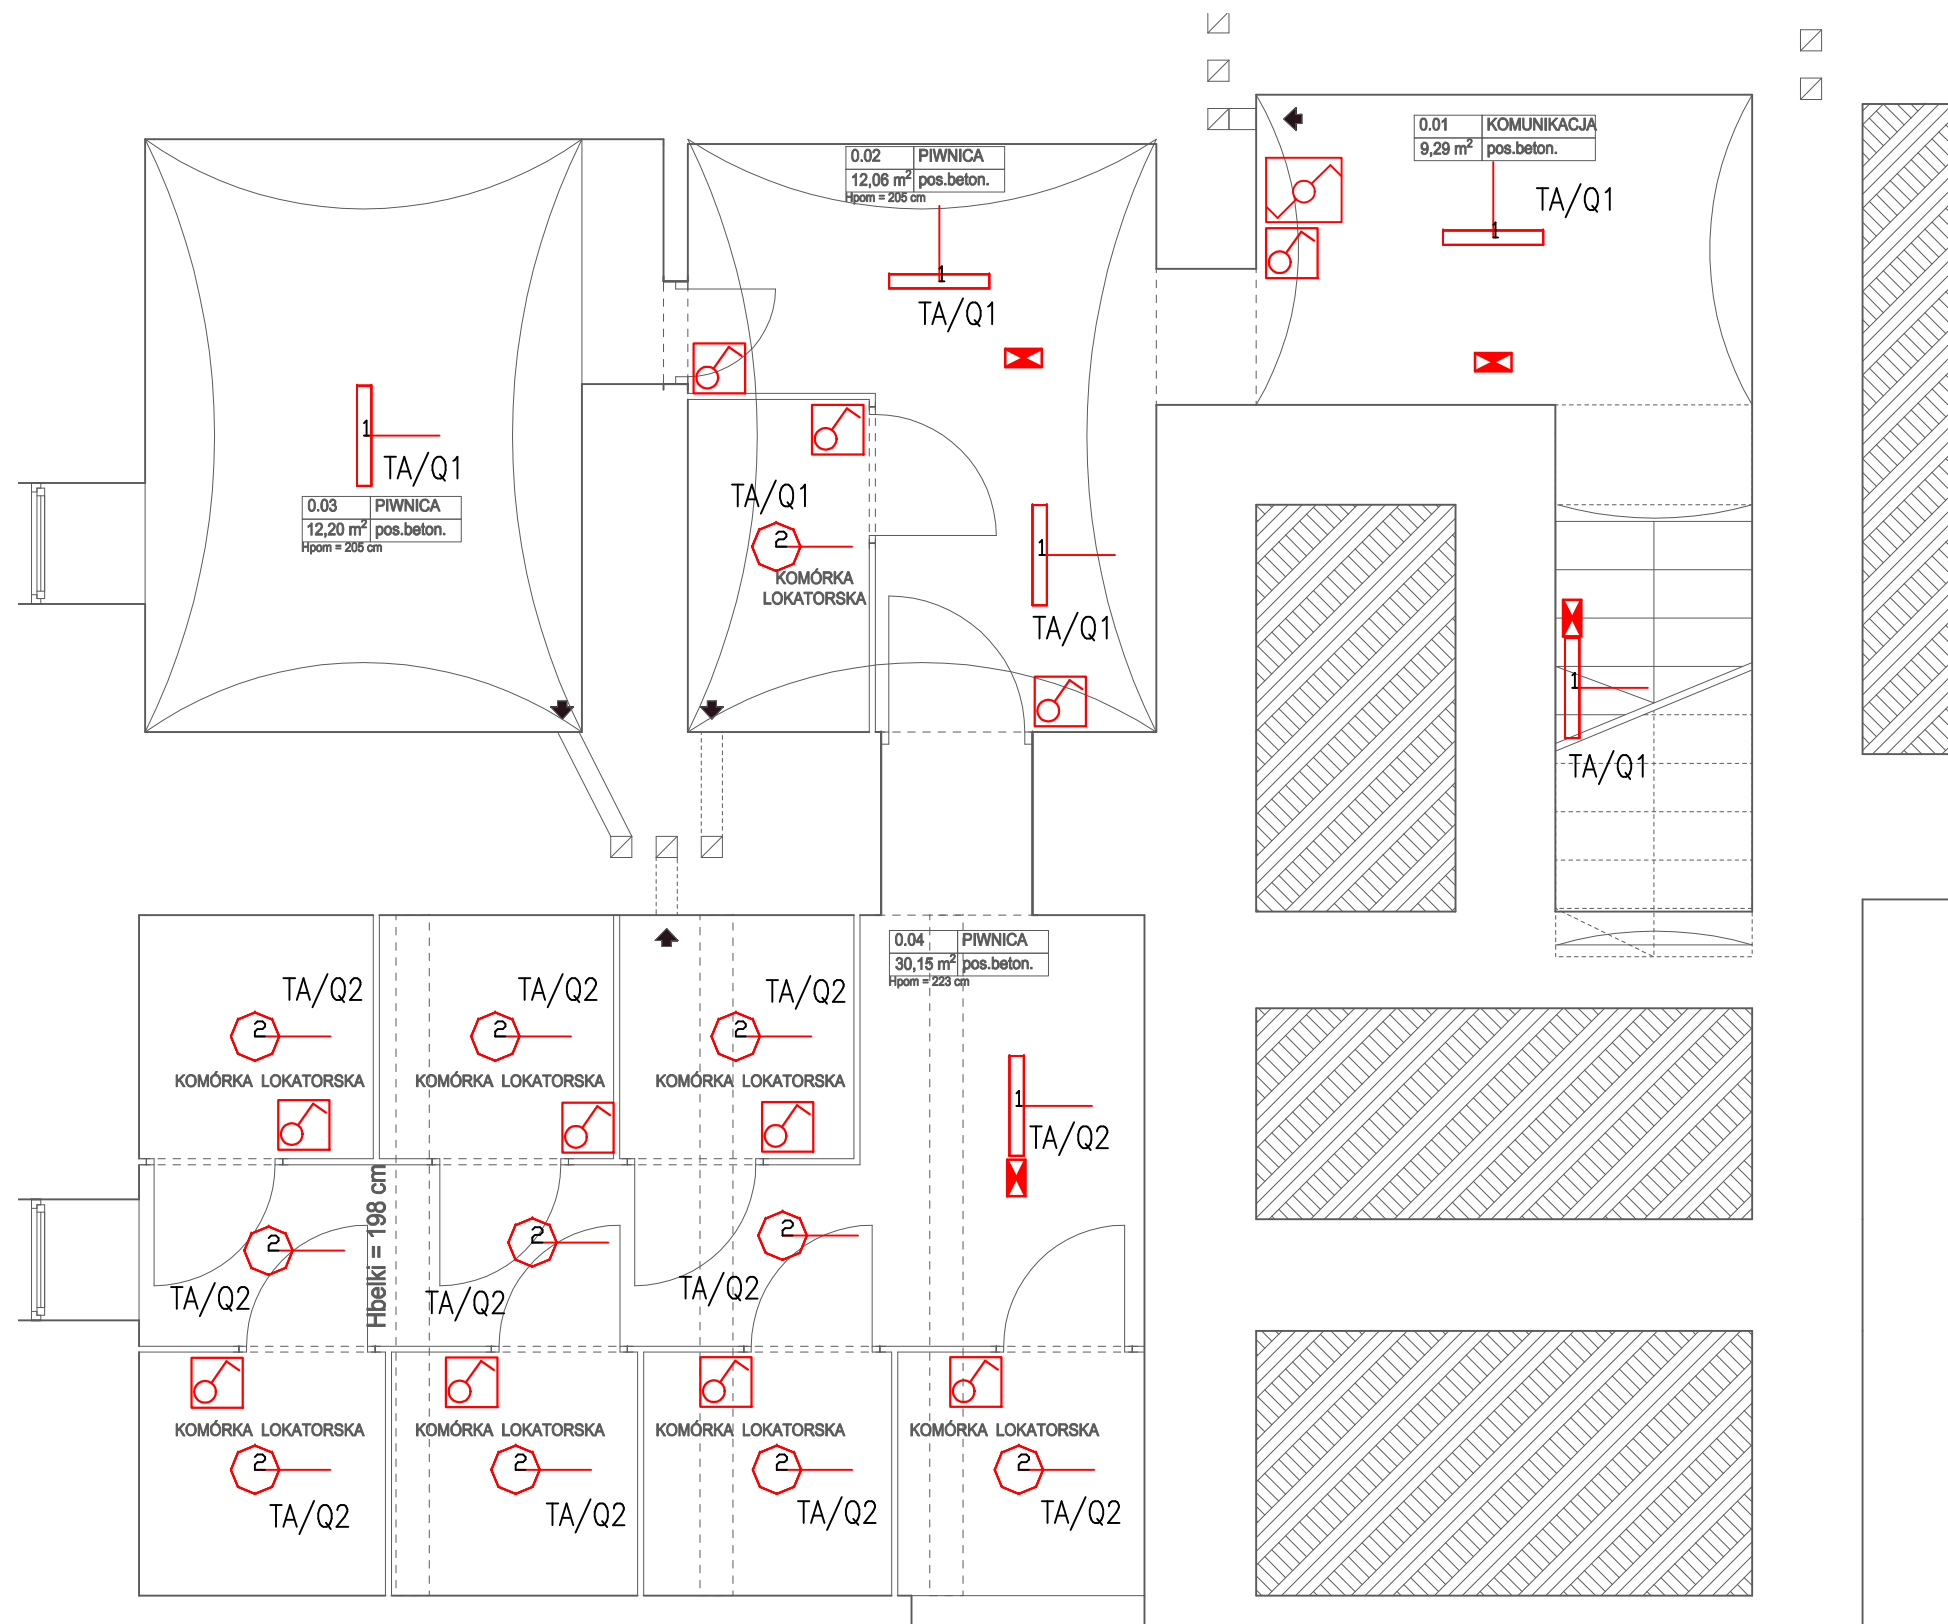 0.01 KOMUNIKACJA
9,29 m² pos.beton.
TA/Q1
1
0.02 PIWNICA
12,06 m² pos.beton.
Hpom = 205 cm
1
TA/Q1
1
TA/Q1
0.03 PIWNICA
12,20 m² pos.beton.
Hpom = 205 cm
TA/Q1
2
KOMÓRKA
LOKATORSKA
1
TA/Q1
1
TA/Q1
0.04 PIWNICA
30,15 m² pos.beton.
Hpom = 223 cm
TA/Q2
TA/Q2
TA/Q2
2
2
2
KOMÓRKA LOKATORSKA
KOMÓRKA LOKATORSKA
KOMÓRKA LOKATORSKA
1
TA/Q2
Hbelki = 198 cm
2
2
2
TA/Q2
TA/Q2
TA/Q2
KOMÓRKA LOKATORSKA
KOMÓRKA LOKATORSKA
KOMÓRKA LOKATORSKA
KOMÓRKA LOKATORSKA
2
2
2
2
TA/Q2
TA/Q2
TA/Q2
TA/Q2